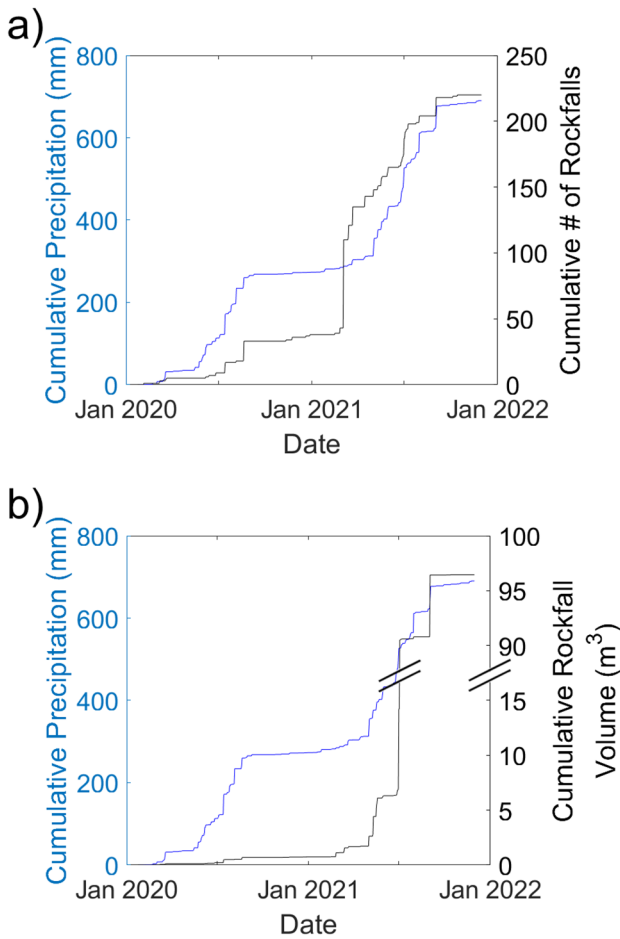 a)
Cumulative Precipitation (mm)
800
600
400
200
0
250
200
150
100
50
0
Cumulative # of Rockfalls
Jan 2020
Jan 2021
Jan 2022
Date
b)
Cumulative Precipitation (mm)
800
600
400
200
0
100
95
90
15
10
5
0
Cumulative Rockfall
Volume (m³)
Jan 2020
Jan 2021
Jan 2022
Date